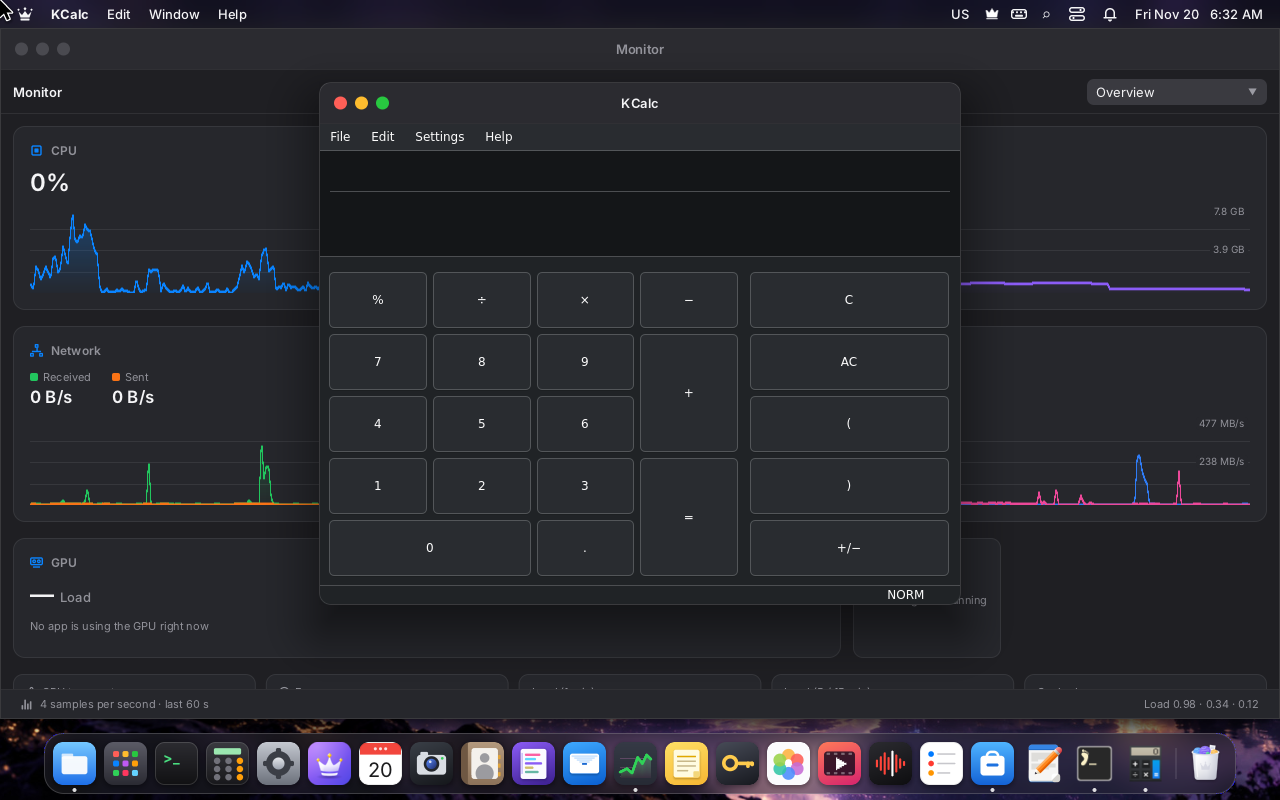 KCalc Edit Window Help US Fri Nov 20 6:32 AM
Monitor
Monitor Overview
KCalc
File Edit Settings Help
CPU
0%
7.8 GB
3.9 GB
% ÷ × − C
7 8 9 + AC
4 5 6 (
1 2 3 = )
0 . +/−
NORM
Network
Received Sent
0 B/s 0 B/s
477 MB/s
238 MB/s
GPU
Load
No app is using the GPU right now
4 samples per second · last 60 s Load 0.98 · 0.34 · 0.12
20